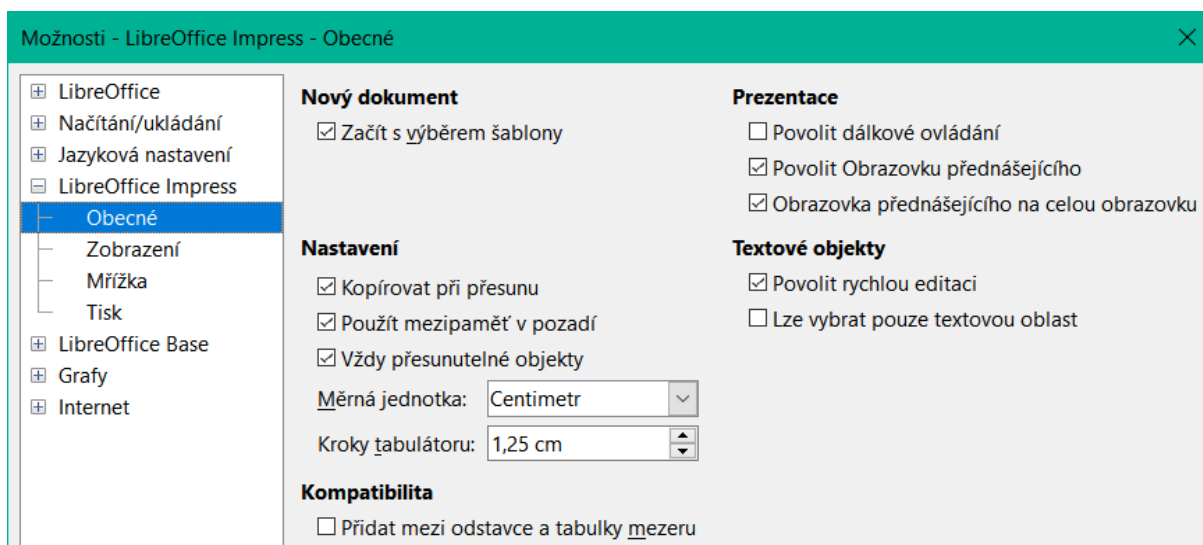 Možnosti - LibreOffice Impress - Obecné
LibreOffice
Načítání/ukládání
Jazyková nastavení
LibreOffice Impress
Obecné
Zobrazení
Mřížka
Tisk
LibreOffice Base
Grafy
Internet
Nový dokument
Začít s výběrem šablony
Nastavení
Kopírovat při přesunu
Použít mezipaměť v pozadí
Vždy přesunutelné objekty
Měrná jednotka: Centimetr
Kroky tabulátoru: 1,25 cm
Kompatibilita
Přidat mezi odstavce a tabulky mezeru
Prezentace
Povolit dálkové ovládání
Povolit Obrazovku přednášejícího
Obrazovka přednášejícího na celou obrazovku
Textové objekty
Povolit rychlou editaci
Lze vybrat pouze textovou oblast